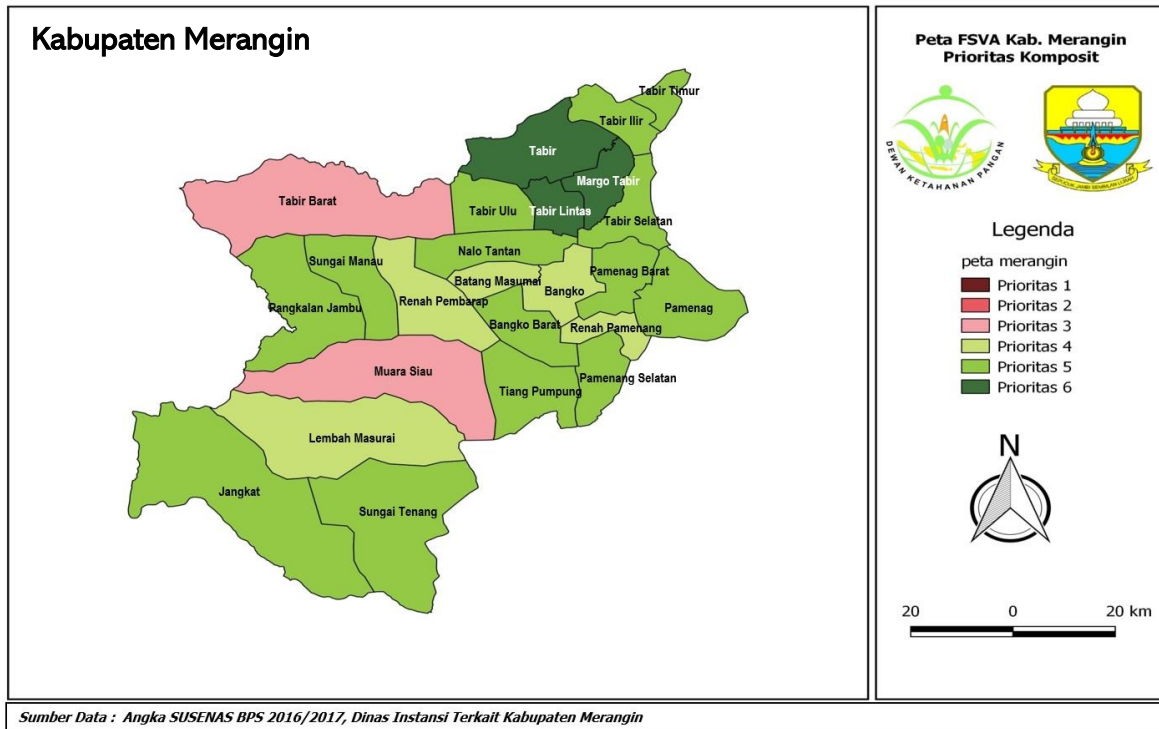 Kabupaten Merangin
Tabir Timur
Tabir Ilir
Tabir
Margo Tabir
Tabir Barat
Tabir Ulu
Tabir Lintas
Tabir Selatan
Nalo Tantan
Sungai Manau
Batang Masumai
Pamenag Barat
Bangko
Renah Pembarap
Pangkalan Jambu
Pamenag
Bangko Barat
Renah Pamenang
Muara Siau
Pamenang Selatan
Tiang Pumpung
Lembah Masurai
Jangkat
Sungai Tenang
Peta FSVA Kab. Merangin
Prioritas Komposit
DEWAN KETAHANAN PANGAN
Legenda
peta merangin
Prioritas 1
Prioritas 2
Prioritas 3
Prioritas 4
Prioritas 5
Prioritas 6
N
20 0 20 km
Sumber Data : Angka SUSENAS BPS 2016/2017, Dinas Instansi Terkait Kabupaten Merangin